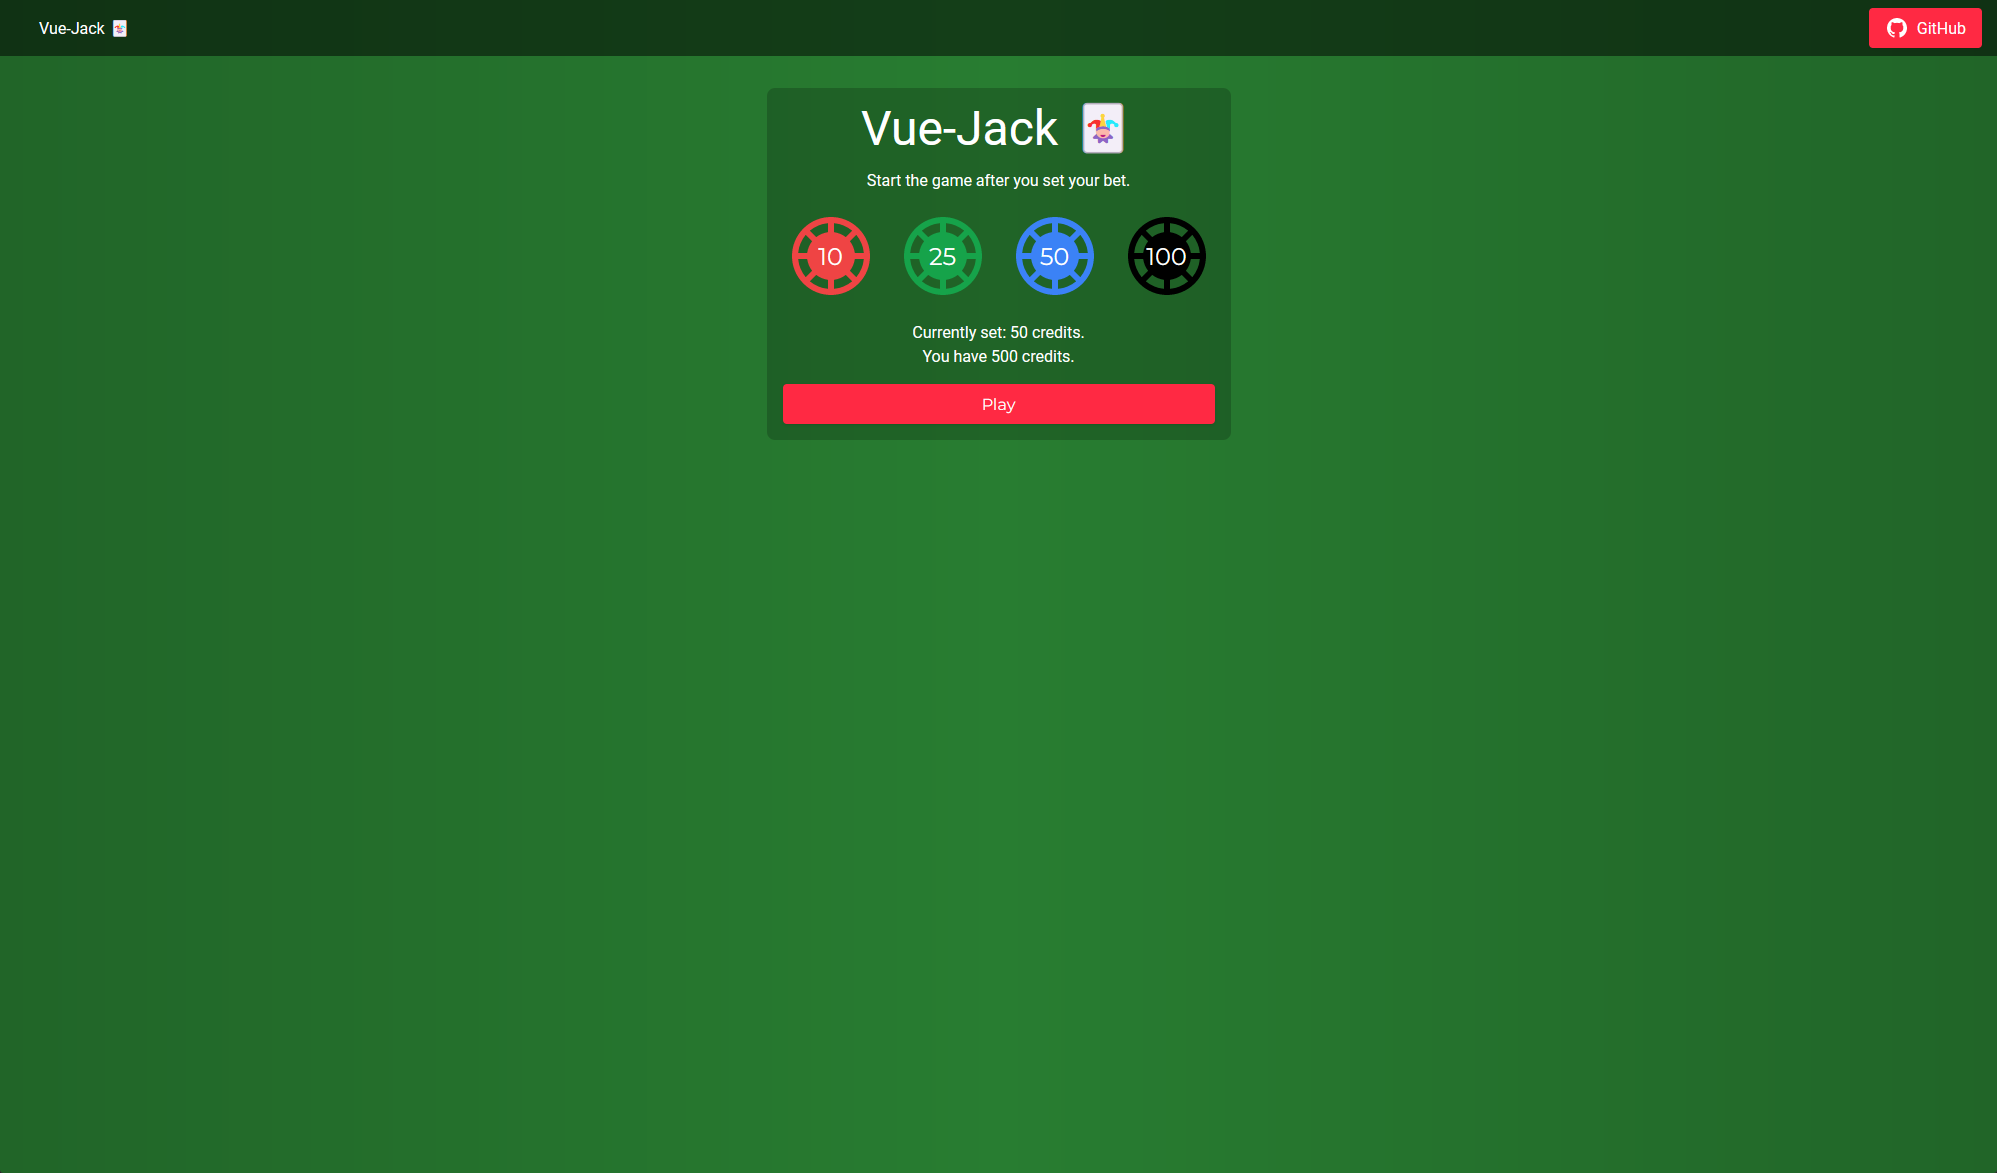 Vue-Jack 🃏
GitHub
Vue-Jack 🃏
Start the game after you set your bet.
10 25 50 100
Currently set: 50 credits.
You have 500 credits.
Play